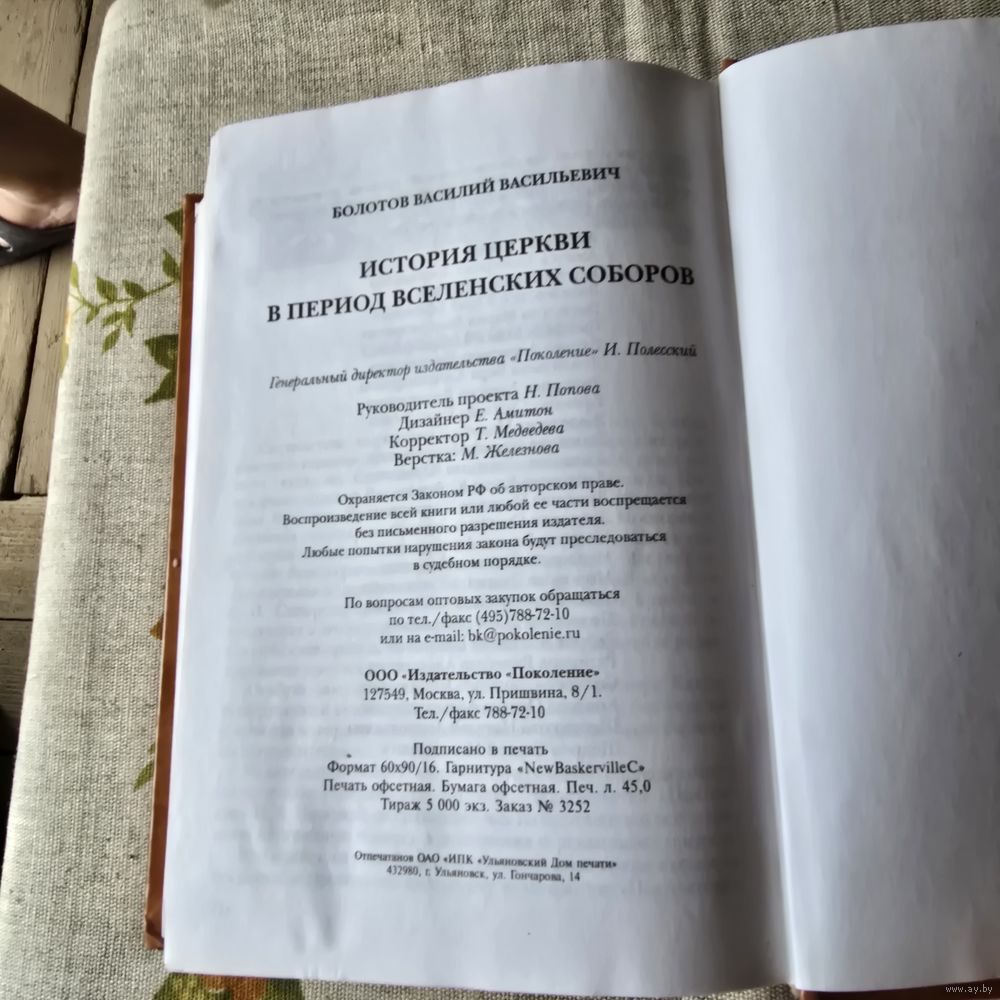 БОЛОТОВ ВАСИЛИЙ ВАСИЛЬЕВИЧ
ИСТОРИЯ ЦЕРКВИ
В ПЕРИОД ВСЕЛЕНСКИХ СОБОРОВ
Генеральный директор издательства «Поколение» И. Полесский
Руководитель проекта Н. Попова
Дизайнер Е. Амитон
Корректор Т. Медведева
Верстка: М. Железнова
Охраняется Законом РФ об авторском праве.
Воспроизведение всей книги или любой ее части воспрещается
без письменного разрешения издателя.
Любые попытки нарушения закона будут преследоваться
в судебном порядке.
По вопросам оптовых закупок обращаться
по тел./факс (495)788-72-10
или на e-mail: bk@pokolenie.ru
ООО «Издательство «Поколение»
127549, Москва, ул. Пришвина, 8/1.
Тел./факс 788-72-10
Подписано в печать
Формат 60х90/16. Гарнитура «NewBaskervilleC»
Печать офсетная. Бумага офсетная. Печ. л. 45,0
Тираж 5 000 экз. Заказ № 3252
Отпечатанов ОАО «ИПК «Ульяновский Дом печати»
432980, г. Ульяновск, ул. Гончарова, 14
www.ay.by